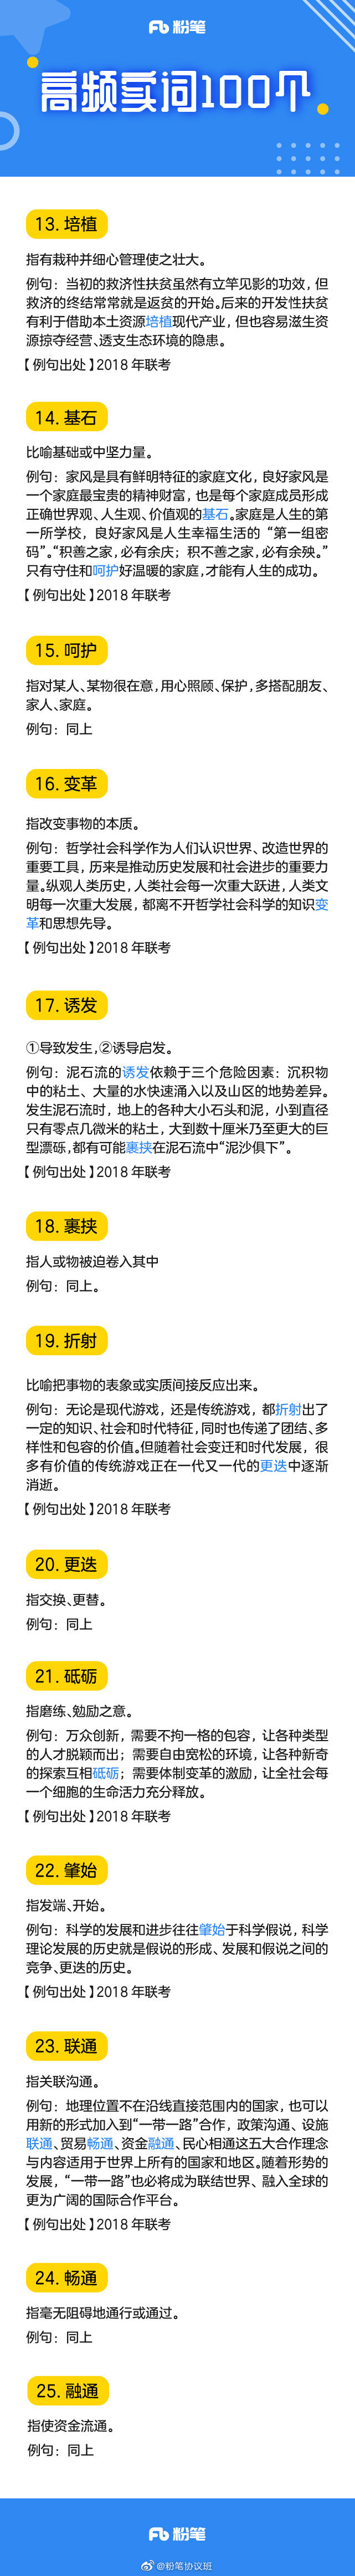 粉笔
高频实词100个
13. 培植
指有栽种并细心管理使之壮大。
例句：当初的救济性扶贫虽然有立竿见影的功效，但
救济的终结常常就是返贫的开始。后来的开发性扶贫
有利于借助本土资源培植现代产业，但也容易滋生资
源掠夺经营、透支生态环境的隐患。
【例句出处】2018 年联考
14. 基石
比喻基础或中坚力量。
例句：家风是具有鲜明特征的家庭文化，良好家风是
一个家庭最宝贵的精神财富，也是每个家庭成员形成
正确世界观、人生观、价值观的基石。家庭是人生的第
一所学校，良好家风是人生幸福生活的“第一组密
码”。“积善之家，必有余庆；积不善之家，必有余殃。”
只有守住和呵护好温暖的家庭，才能有人生的成功。
【例句出处】2018 年联考
15. 呵护
指对某人、某物很在意，用心照顾、保护，多搭配朋友、
家人、家庭。
例句：同上
16. 变革
指改变事物的本质。
例句：哲学社会科学作为人们认识世界、改造世界的
重要工具，历来是推动历史发展和社会进步的重要力
量。纵观人类历史，人类社会每一次重大跃进，人类文
明每一次重大发展，都离不开哲学社会科学的知识变
革和思想先导。
【例句出处】2018 年联考
17. 诱发
①导致发生，②诱导启发。
例句：泥石流的诱发依赖于三个危险因素：沉积物
中的粘土、大量的水快速涌入以及山区的地势差异。
发生泥石流时，地上的各种大小石头和泥，小到直径
只有零点几微米的粘土，大到数十厘米乃至更大的巨
型漂砾，都有可能裹挟在泥石流中“泥沙俱下”。
【例句出处】2018 年联考
18. 裹挟
指人或物被迫卷入其中
例句：同上。
19. 折射
比喻把事物的表象或实质间接反应出来。
例句：无论是现代游戏，还是传统游戏，都折射出了
一定的知识、社会和时代特征，同时也传递了团结、多
样性和包容的价值。但随着社会变迁和时代发展，很
多有价值的传统游戏正在一代又一代的更迭中逐渐
消逝。
【例句出处】2018 年联考
20. 更迭
指交换、更替。
例句：同上
21. 砥砺
指磨练、勉励之意。
例句：万众创新，需要不拘一格的包容，让各种类型
的人才脱颖而出；需要自由宽松的环境，让各种新奇
的探索互相砥砺；需要体制变革的激励，让全社会每
一个细胞的生命活力充分释放。
【例句出处】2018 年联考
22. 肇始
指发端、开始。
例句：科学的发展和进步往往肇始于科学假说，科学
理论发展的历史就是假说的形成、发展和假说之间的
竞争、更迭的历史。
【例句出处】2018 年联考
23. 联通
指关联沟通。
例句：地理位置不在沿线直接范围内的国家，也可以
用新的形式加入到“一带一路”合作，政策沟通、设施
联通、贸易畅通、资金融通、民心相通这五大合作理念
与内容适用于世界上所有的国家和地区。随着形势的
发展，“一带一路”也必将成为联结世界、融入全球的
更为广阔的国际合作平台。
【例句出处】2018 年联考
24. 畅通
指毫无阻碍地通行或通过。
例句：同上
25. 融通
指使资金流通。
例句：同上
粉笔
@粉笔协议班